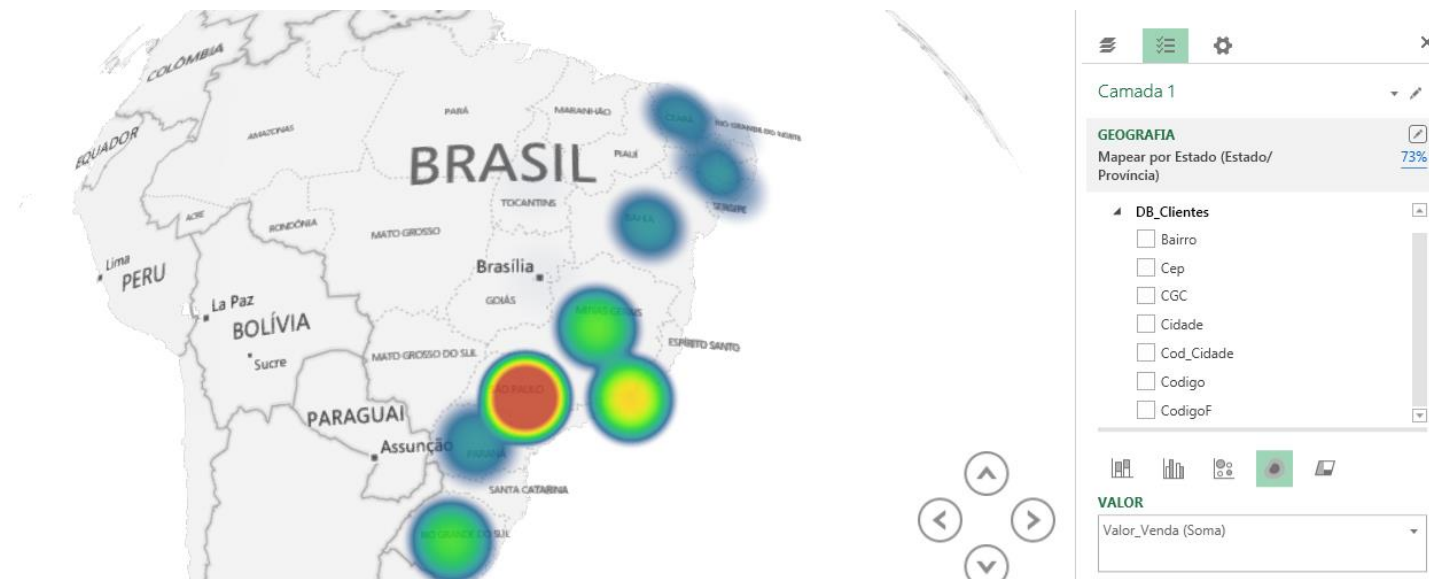 COLÔMBIA
EQUADOR
AMAZONAS
PARÁ
MARANHÃO
CEARÁ
RIO GRANDE DO NORTE
BRASIL
PIAUÍ
ACRE
RONDÔNIA
TOCANTINS
SERGIPE
BAHIA
MATO GROSSO
Lima
PERU
Brasília
GOIÁS
La Paz
BOLÍVIA
MINAS GERAIS
Sucre
MATO GROSSO DO SUL
ESPÍRITO SANTO
SÃO PAULO
PARAGUAI
Assunção
PARANÁ
SANTA CATARINA
RIO GRANDE DO SUL
Camada 1
GEOGRAFIA
Mapear por Estado (Estado/
Província)
73%
DB_Clientes
Bairro
Cep
CGC
Cidade
Cod_Cidade
Codigo
CodigoF
VALOR
Valor_Venda (Soma)